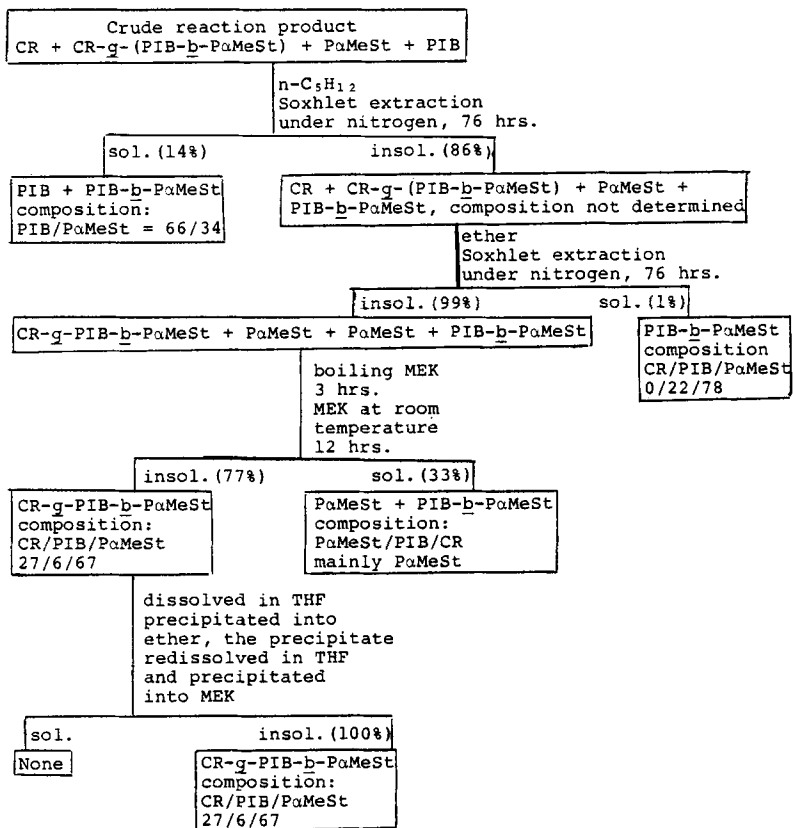 Crude reaction product
CR + CR-g-(PIB-b-PαMeSt) + PαMeSt + PIB
n-C₅H₁₂
Soxhlet extraction
under nitrogen, 76 hrs.
sol.(14%)
insol.(86%)
PIB + PIB-b-PαMeSt
composition:
PIB/PαMeSt = 66/34
CR + CR-g-(PIB-b-PαMeSt) + PαMeSt +
PIB-b-PαMeSt, composition not determined
ether
Soxhlet extraction
under nitrogen, 76 hrs.
insol.(99%)
sol.(1%)
CR-g-PIB-b-PαMeSt + PαMeSt + PαMeSt + PIB-b-PαMeSt
PIB-b-PαMeSt
composition
CR/PIB/PαMeSt
0/22/78
boiling MEK
3 hrs.
MEK at room
temperature
12 hrs.
insol.(77%)
sol.(33%)
CR-g-PIB-b-PαMeSt
composition:
CR/PIB/PαMeSt
27/6/67
PαMeSt + PIB-b-PαMeSt
composition:
PαMeSt/PIB/CR
mainly PαMeSt
dissolved in THF
precipitated into
ether, the precipitate
redissolved in THF
and precipitated
into MEK
sol.
insol.(100%)
None
CR-g-PIB-b-PαMeSt
composition:
CR/PIB/PαMeSt
27/6/67